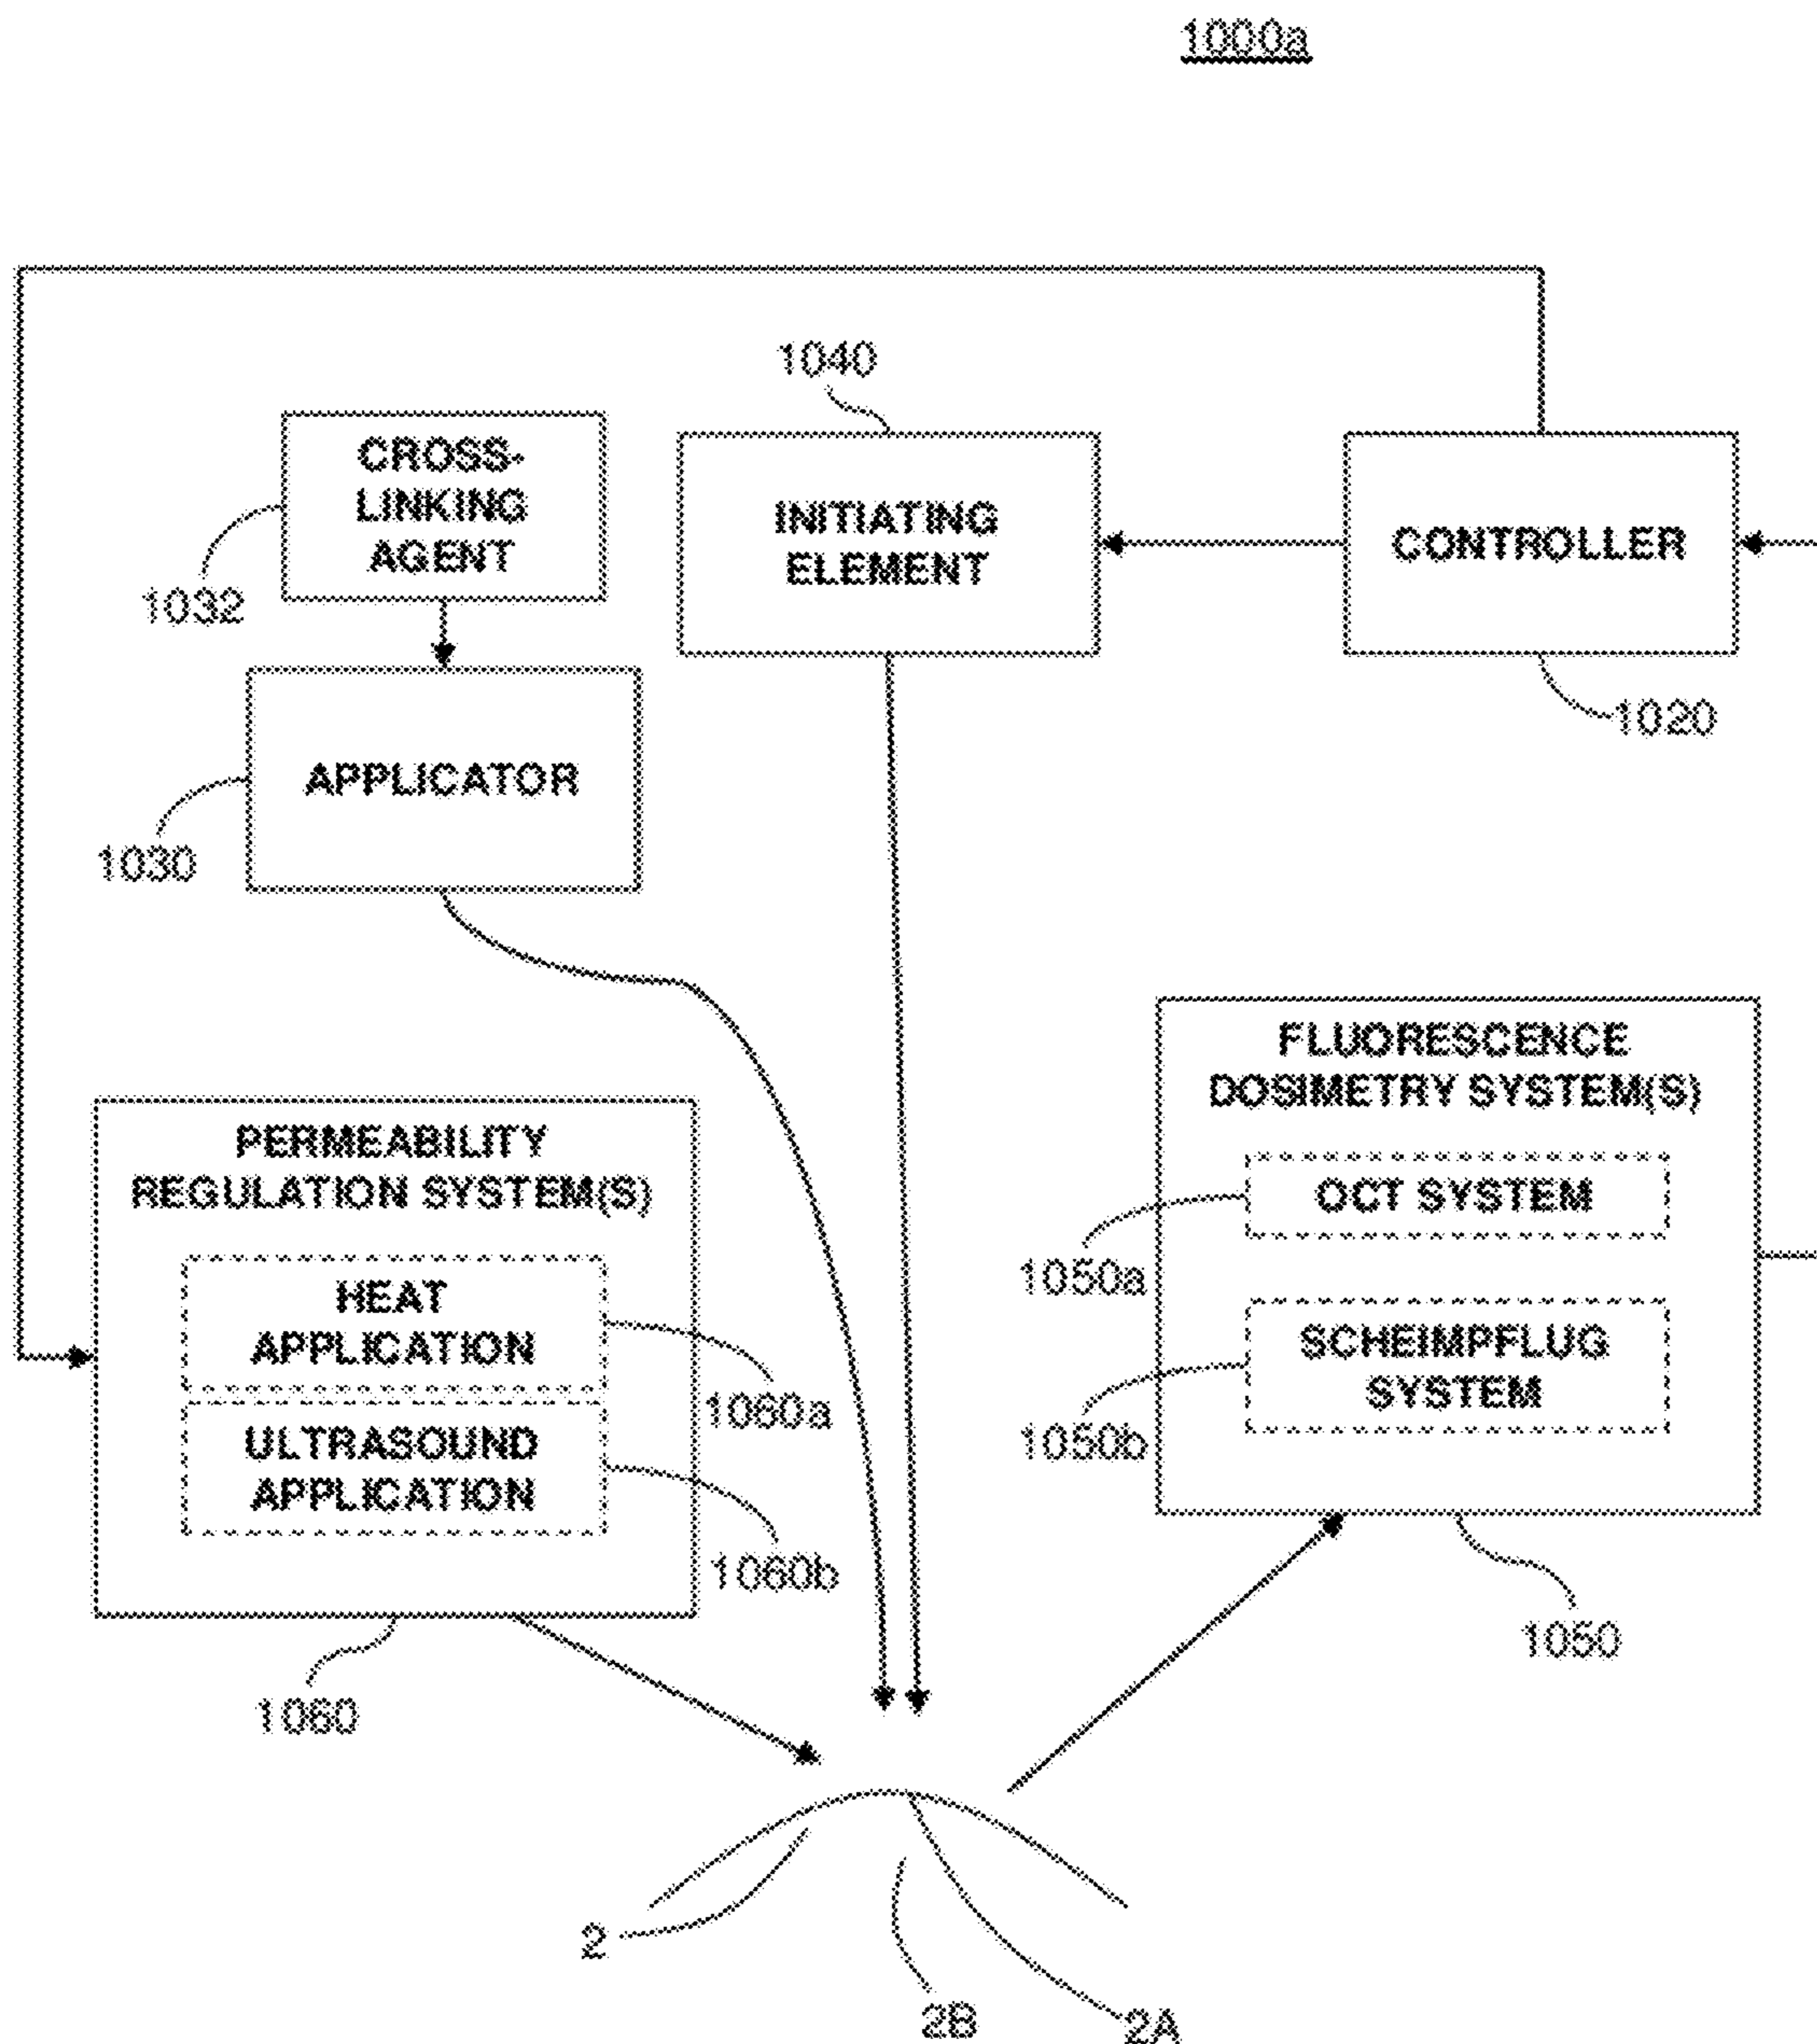 1000a
1040
CROSS-
LINKING
AGENT
INITIATING
ELEMENT
CONTROLLER
1032
1020
APPLICATOR
1030
FLUORESCENCE
DOSIMETRY SYSTEM(S)
PERMEABILITY
REGULATION SYSTEM(S)
OCT SYSTEM
1050a
HEAT
APPLICATION
SCHEIMPFLUG
SYSTEM
1060a
1050b
ULTRASOUND
APPLICATION
1060b
1050
1060
2
2B
2A